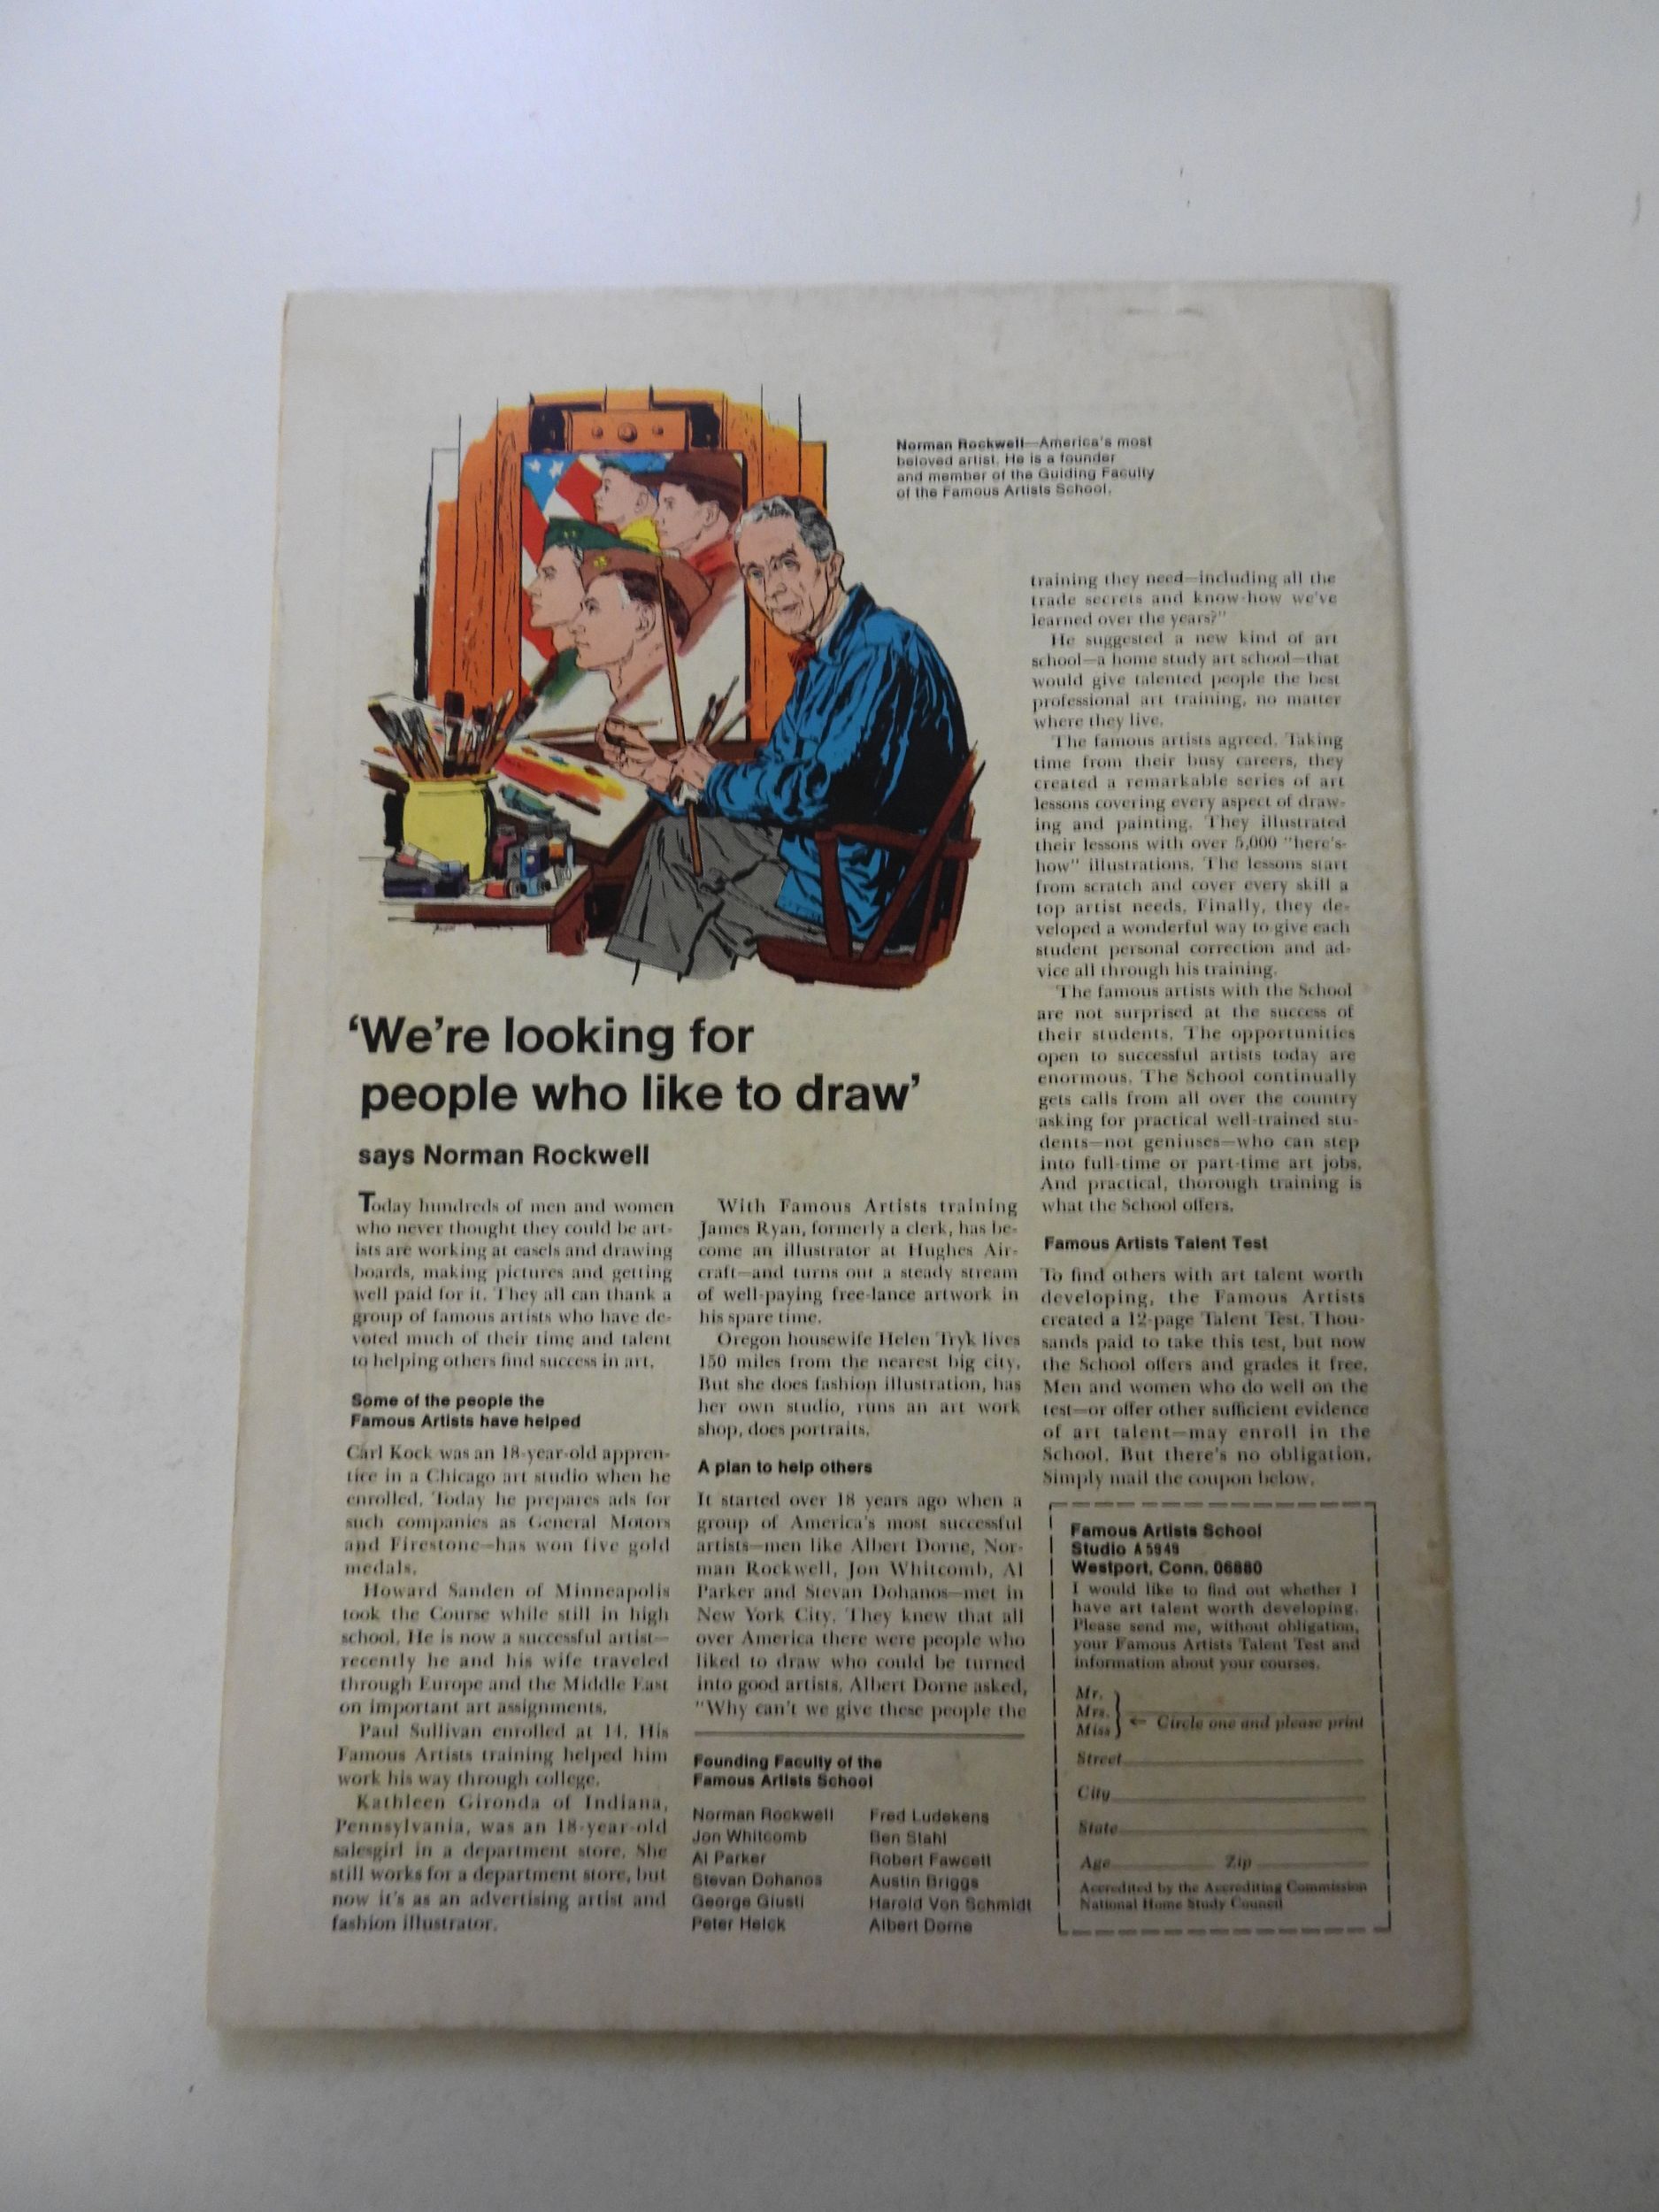 Norman Rockwell—America's most
beloved artist. He is a founder
and member of the Guiding Faculty
of the Famous Artists School.
'We're looking for
people who like to draw'
says Norman Rockwell
Today hundreds of men and women
who never thought they could be art-
ists are working at easels and drawing
boards, making pictures and getting
well paid for it. They all can thank a
group of famous artists who have de-
voted much of their time and talent
to helping others find success in art.
Some of the people the
Famous Artists have helped
Carl Kock was an 18-year-old appren-
tice in a Chicago art studio when he
enrolled. Today he prepares ads for
such companies as General Motors
and Firestone—has won five gold
medals.
Howard Sanden of Minneapolis
took the Course while still in high
school. He is now a successful artist—
recently he and his wife traveled
through Europe and the Middle East
on important art assignments.
Paul Sullivan enrolled at 14. His
Famous Artists training helped him
work his way through college.
Kathleen Gironda of Indiana,
Pennsylvania, was an 18-year-old
salesgirl in a department store. She
still works for a department store, but
now it's as an advertising artist and
fashion illustrator.
With Famous Artists training
James Ryan, formerly a clerk, has be-
come an illustrator at Hughes Air-
craft—and turns out a steady stream
of well-paying free-lance artwork in
his spare time.
Oregon housewife Helen Tryk lives
150 miles from the nearest big city.
But she does fashion illustration, has
her own studio, runs an art work
shop, does portraits.
A plan to help others
It started over 18 years ago when a
group of America's most successful
artists—men like Albert Dorne, Nor-
man Rockwell, Jon Whitcomb, Al
Parker and Stevan Dohanos—met in
New York City. They knew that all
over America there were people who
liked to draw who could be turned
into good artists. Albert Dorne asked,
"Why can't we give these people the
training they need—including all the
trade secrets and know-how we've
learned over the years?"
He suggested a new kind of art
school—a home study art school—that
would give talented people the best
professional art training, no matter
where they live.
The famous artists agreed. Taking
time from their busy careers, they
created a remarkable series of art
lessons covering every aspect of draw-
ing and painting. They illustrated
their lessons with over 5,000 "here's-
how" illustrations. The lessons start
from scratch and cover every skill a
top artist needs. Finally, they de-
veloped a wonderful way to give each
student personal correction and ad-
vice all through his training.
The famous artists with the School
are not surprised at the success of
their students. The opportunities
open to successful artists today are
enormous. The School continually
gets calls from all over the country
asking for practical well-trained stu-
dents—not geniuses—who can step
into full-time or part-time art jobs.
And practical, thorough training is
what the School offers.
Famous Artists Talent Test
To find others with art talent worth
developing, the Famous Artists
created a 12-page Talent Test. Thou-
sands paid to take this test, but now
the School offers and grades it free.
Men and women who do well on the
test—or offer other sufficient evidence
of art talent—may enroll in the
School. But there's no obligation.
Simply mail the coupon below.
Founding Faculty of the
Famous Artists School
Norman Rockwell
Jon Whitcomb
Al Parker
Stevan Dohanos
George Giusti
Peter Helck
Fred Ludekens
Ben Stahl
Robert Fawcett
Austin Briggs
Harold Von Schmidt
Albert Dorne
Famous Artists School
Studio A5949
Westport, Conn. 06880
I would like to find out whether I
have art talent worth developing.
Please send me, without obligation,
your Famous Artists Talent Test and
information about your courses.
Mr.
Mrs.
Miss
← Circle one and please print
Street
City
State
Age Zip
Accredited by the Accrediting Commission
National Home Study Council